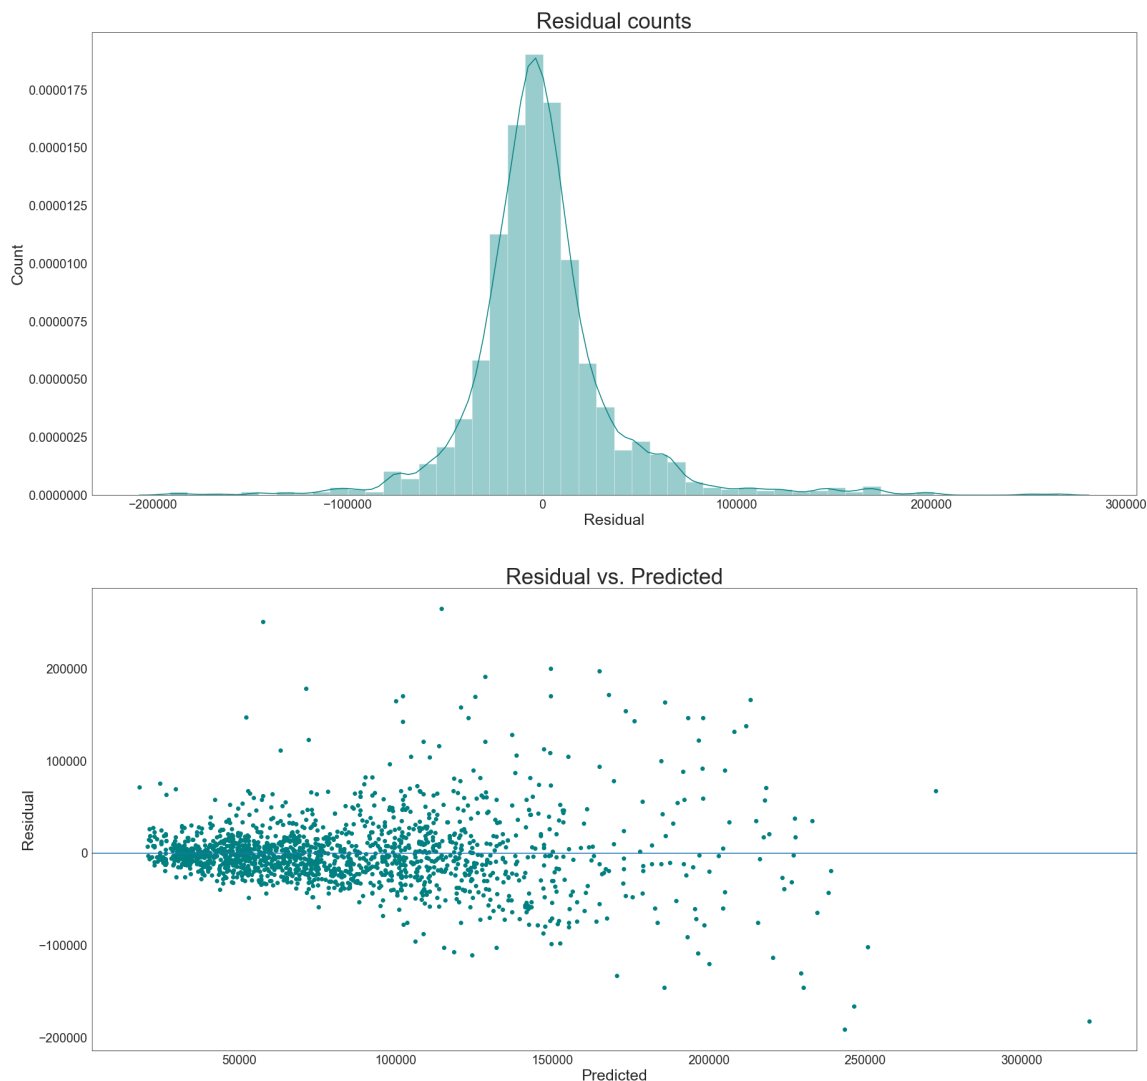 Residual counts
0.0000175
0.0000150
0.0000125
0.0000100
0.0000075
0.0000050
0.0000025
0.0000000
Count
−200000 −100000 0 100000 200000 300000
Residual
Residual vs. Predicted
200000
100000
0
−100000
−200000
Residual
50000 100000 150000 200000 250000 300000
Predicted